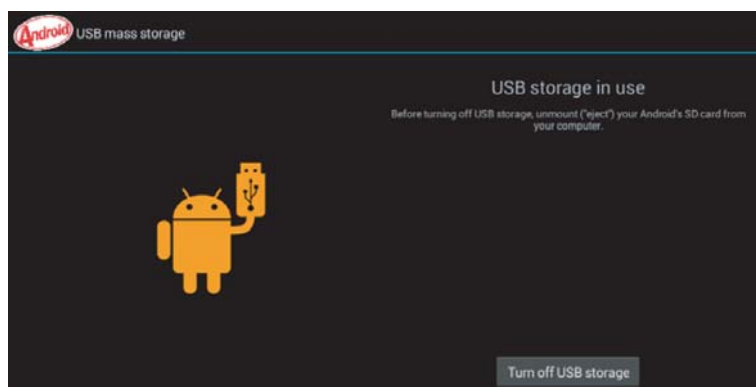 Android USB mass storage
USB storage in use
Before turning off USB storage, unmount ("eject") your Android's SD card from
your computer.
Turn off USB storage